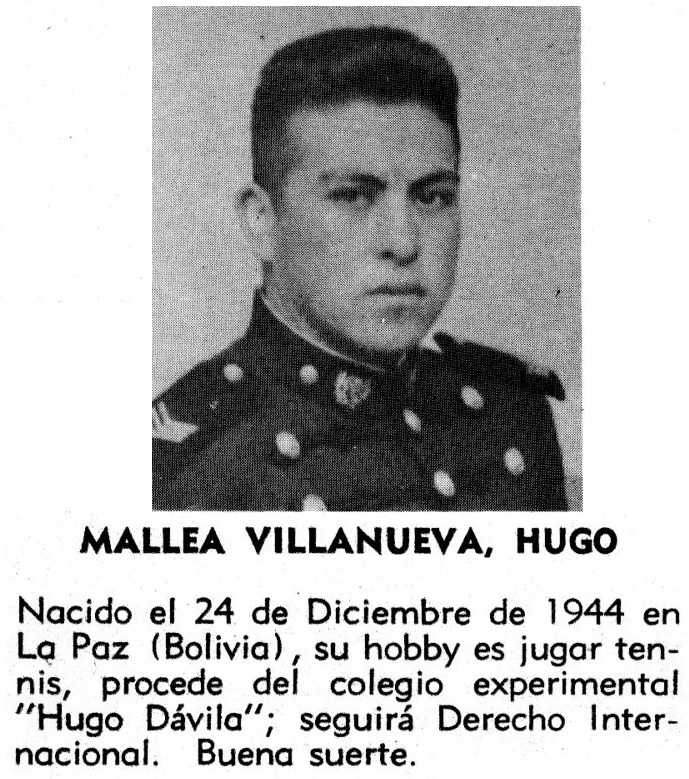 MALLEA VILLANUEVA, HUGO
Nacido el 24 de Diciembre de 1944 en
La Paz (Bolivia), su hobby es jugar ten-
nis, procede del colegio experimental
"Hugo Dávila"; seguirá Derecho Inter-
nacional. Buena suerte.